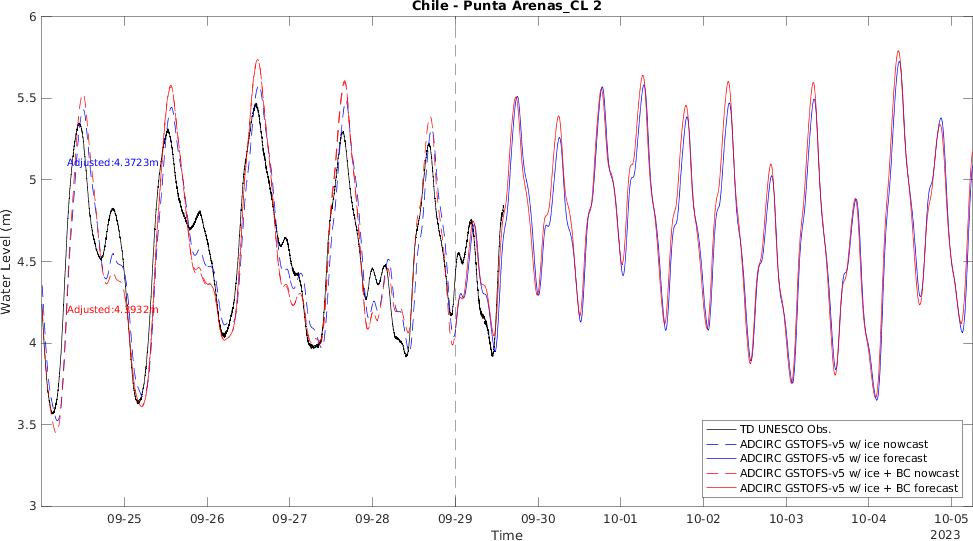 Chile - Punta Arenas_CL 2
6
5.5
5
4.5
4
3.5
3
Water Level (m)
Adjusted:4.3723m
Adjusted:4.1932m
TD UNESCO Obs.
ADCIRC GSTOFS-v5 w/ ice nowcast
ADCIRC GSTOFS-v5 w/ ice forecast
ADCIRC GSTOFS-v5 w/ ice + BC nowcast
ADCIRC GSTOFS-v5 w/ ice + BC forecast
09-25 09-26 09-27 09-28 09-29 09-30 10-01 10-02 10-03 10-04 10-05
2023
Time